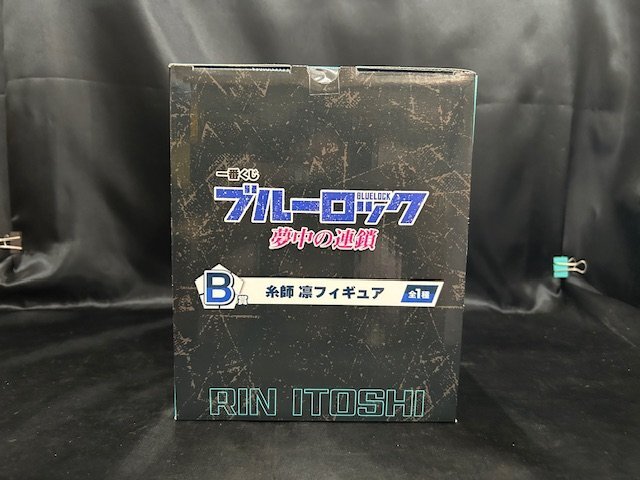 一番くじ
ブルーロック
BLUELOCK
夢中の連鎖
B賞
糸師 凛フィギュア
全1種
RIN ITOSHI